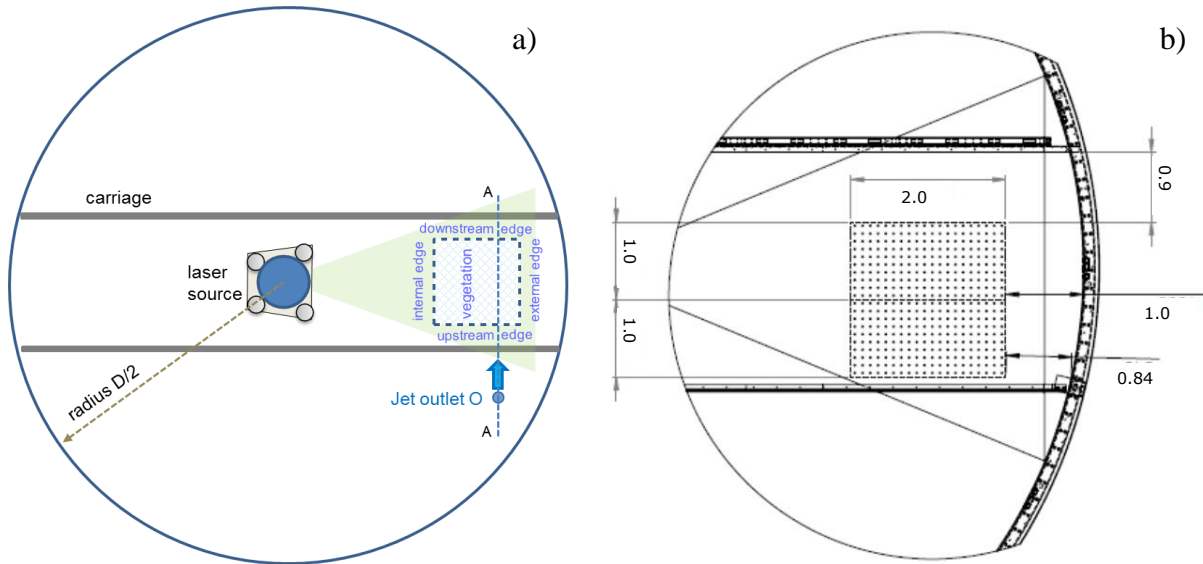 a)
A
carriage
downstream edge
internal edge
vegetation
external edge
laser
source
upstream edge
radius D/2
Jet outlet O
A
b)
0.9
2.0
1.0
1.0
1.0
0.84